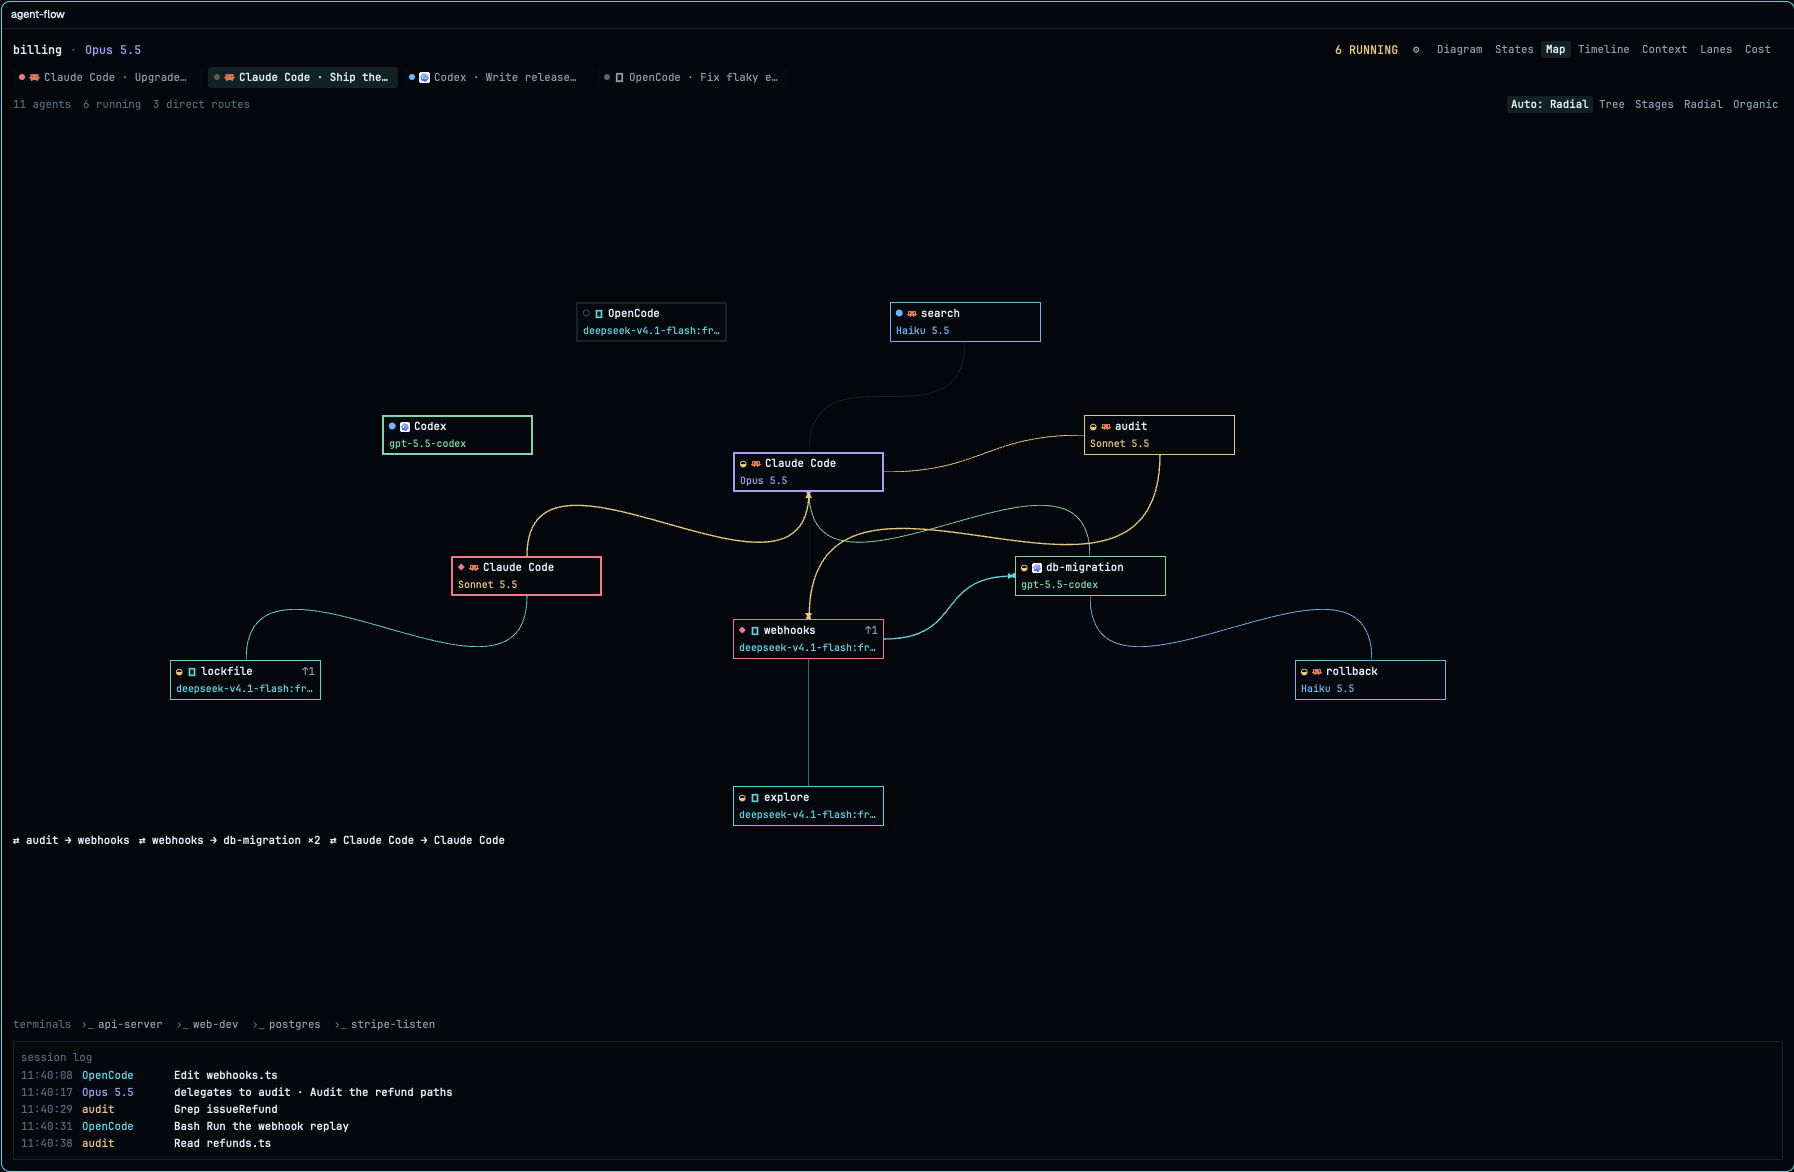 agent-flow
billing · Opus 5.5
6 RUNNING ⚙ Diagram States Map Timeline Context Lanes Cost
Claude Code · Upgrade… Claude Code · Ship the… Codex · Write release… OpenCode · Fix flaky e…
11 agents 6 running 3 direct routes
Auto: Radial Tree Stages Radial Organic
OpenCode
deepseek-v4.1-flash:fr…
search
Haiku 5.5
Codex
gpt-5.5-codex
audit
Sonnet 5.5
Claude Code
Opus 5.5
Claude Code
Sonnet 5.5
db-migration
gpt-5.5-codex
webhooks ↑1
deepseek-v4.1-flash:fr…
lockfile ↑1
deepseek-v4.1-flash:fr…
rollback
Haiku 5.5
explore
deepseek-v4.1-flash:fr…
⇄ audit → webhooks ⇄ webhooks → db-migration ×2 ⇄ Claude Code → Claude Code
terminals ›_ api-server ›_ web-dev ›_ postgres ›_ stripe-listen
session log
11:40:08 OpenCode Edit webhooks.ts
11:40:17 Opus 5.5 delegates to audit · Audit the refund paths
11:40:29 audit Grep issueRefund
11:40:31 OpenCode Bash Run the webhook replay
11:40:38 audit Read refunds.ts